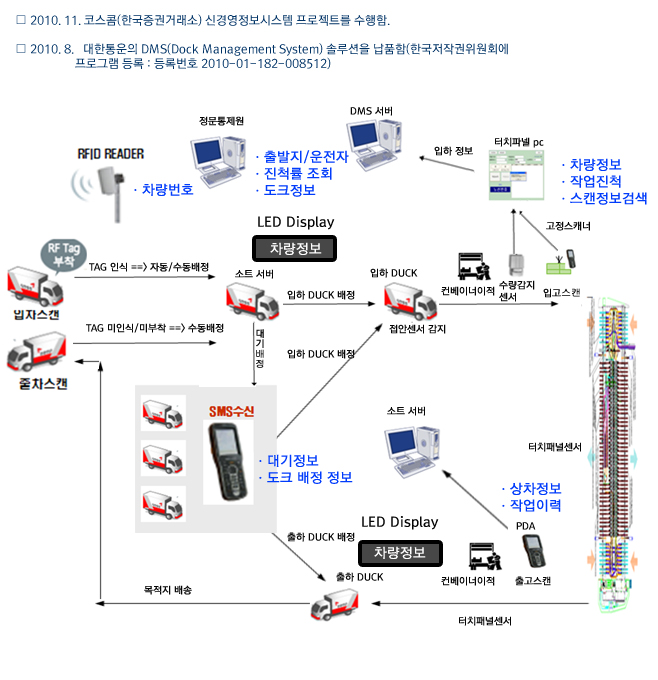 □ 2010. 11. 코스콤(한국증권거래소) 신경영정보시스템 프로젝트를 수행함.
□ 2010. 8. 대한통운의 DMS(Dock Management System) 솔루션을 납품함(한국저작권위원회에
프로그램 등록 : 등록번호 2010-01-182-008512)
정문통제원
DMS 서버
터치패널 pc
입하 정보
RFID READER
· 차량번호
· 출발지/운전자
· 진척률 조회
· 도크정보
· 차량정보
· 작업진척
· 스캔정보검색
고정스캐너
LED Display
차량정보
RF Tag
부착
TAG 인식 ==> 자동/수동배정
소트 서버
입하 DUCK
입하 DUCK 배정
컨베이너이적
수량감지
센서
입고스캔
입자스캔
접안센서 감지
TAG 미인식/미부착 ==> 수동배정
대기배정
입하 DUCK 배정
줄차스캔
SMS수신
· 대기정보
· 도크 배정 정보
소트 서버
터치패널센서
· 상차정보
· 작업이력
LED Display
차량정보
PDA
출하 DUCK 배정
컨베이너이적
출고스캔
출하 DUCK
목적지 배송
터치패널센서